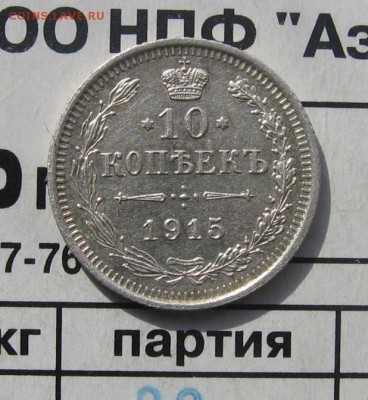 COINS.LAVE.RU
ОО НПФ "Аз
10
КОПѢЕКЪ
1915
7-76
кг партия